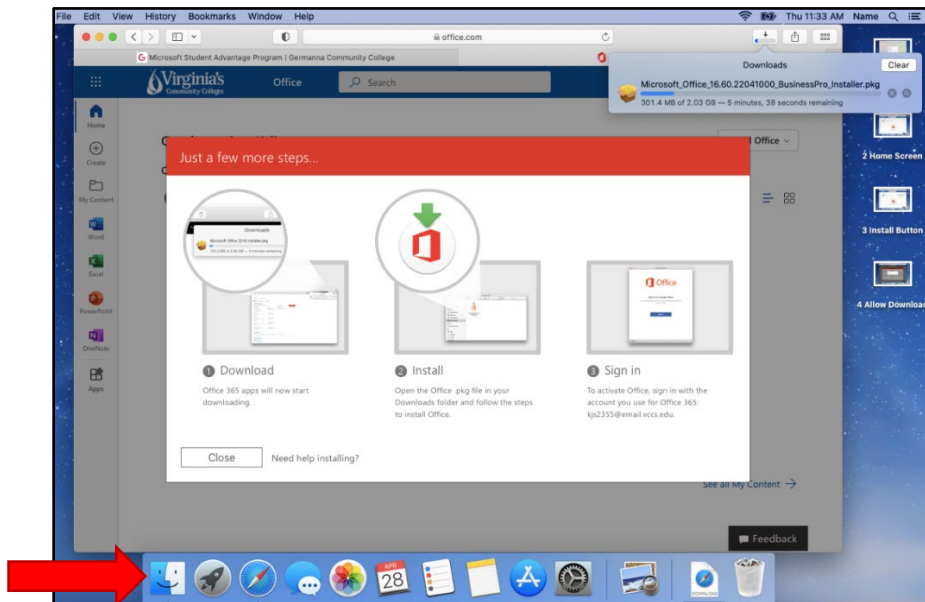 File Edit View History Bookmarks Window Help Thu 11:33 AM Name
office.com
Microsoft Student Advantage Program | Germanna Community College
Downloads Clear
Microsoft_Office_16.60.22041000_BusinessPro_Installer.pkg
301.4 MB of 2.03 GB — 5 minutes, 38 seconds remaining
Virginia's
Community Colleges
Office
Search
Home
Create
My Content
Word
Excel
PowerPoint
OneNote
Apps
Office
Just a few more steps...
Downloads
Office
1 Download
Office 365 apps will now start
downloading.
2 Install
Open the Office .pkg file in your
Downloads folder and follow the steps
to install Office.
3 Sign in
To activate Office, sign in with the
account you use for Office 365:
kjs2355@email.vccs.edu.
Close Need help installing?
See all My Content
Feedback
2 Home Screen
3 Install Button
4 Allow Download
APR
28
DOWNLOAD